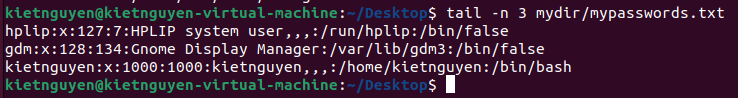 kietnguyen@kietnguyen-virtual-machine:~/Desktop$ tail -n 3 mydir/mypasswords.txt
hplip:x:127:7:HPLIP system user,,,:/run/hplip:/bin/false
gdm:x:128:134:Gnome Display Manager:/var/lib/gdm3:/bin/false
kietnguyen:x:1000:1000:kietnguyen,,,:/home/kietnguyen:/bin/bash
kietnguyen@kietnguyen-virtual-machine:~/Desktop$